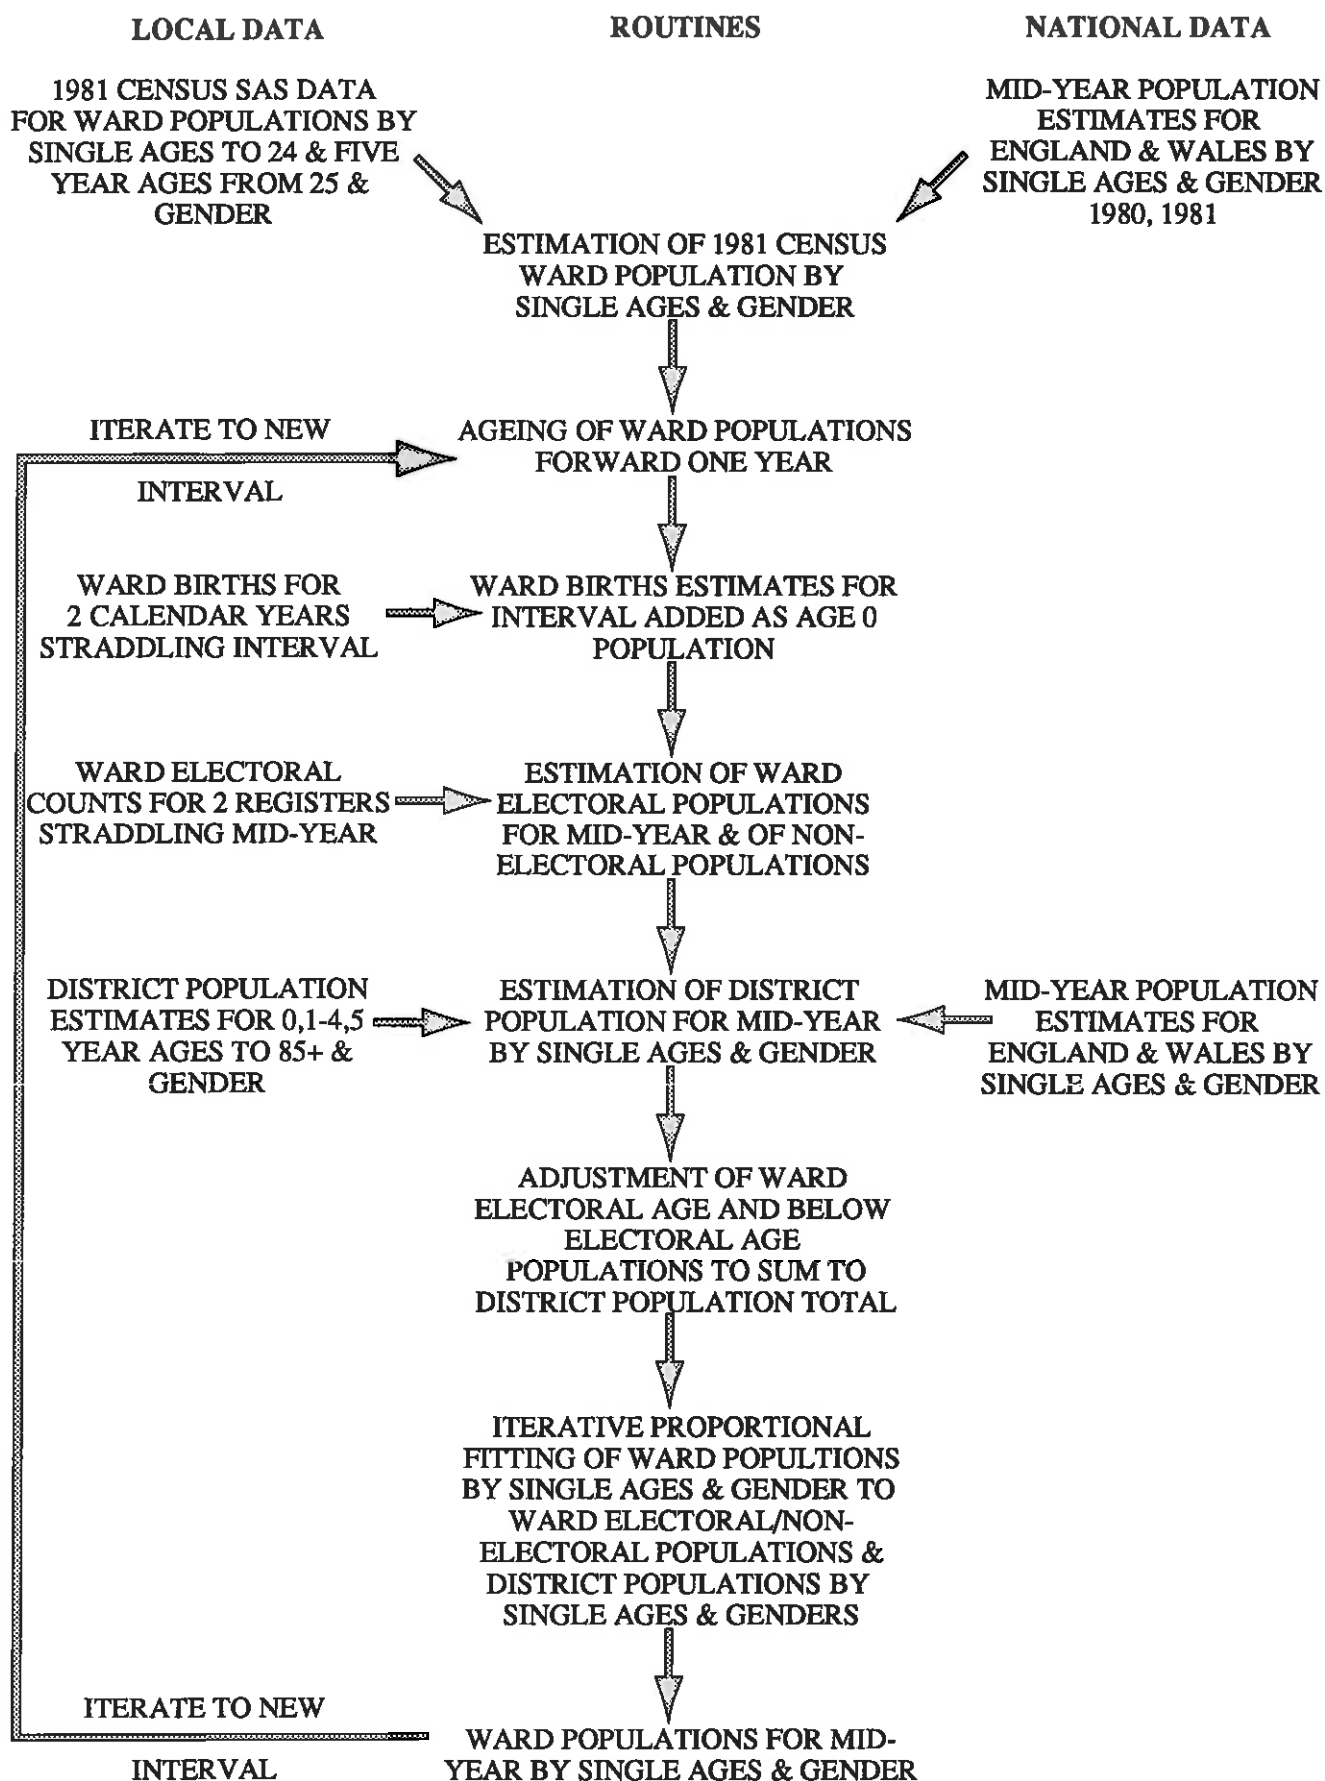 LOCAL DATA
ROUTINES
NATIONAL DATA
1981 CENSUS SAS DATA
FOR WARD POPULATIONS BY
SINGLE AGES TO 24 & FIVE
YEAR AGES FROM 25 &
GENDER
MID-YEAR POPULATION
ESTIMATES FOR
ENGLAND & WALES BY
SINGLE AGES & GENDER
1980, 1981
ESTIMATION OF 1981 CENSUS
WARD POPULATION BY
SINGLE AGES & GENDER
ITERATE TO NEW
INTERVAL
AGEING OF WARD POPULATIONS
FORWARD ONE YEAR
WARD BIRTHS FOR
2 CALENDAR YEARS
STRADDLING INTERVAL
WARD BIRTHS ESTIMATES FOR
INTERVAL ADDED AS AGE 0
POPULATION
WARD ELECTORAL
COUNTS FOR 2 REGISTERS
STRADDLING MID-YEAR
ESTIMATION OF WARD
ELECTORAL POPULATIONS
FOR MID-YEAR & OF NON-
ELECTORAL POPULATIONS
DISTRICT POPULATION
ESTIMATES FOR 0,1-4,5
YEAR AGES TO 85+ &
GENDER
ESTIMATION OF DISTRICT
POPULATION FOR MID-YEAR
BY SINGLE AGES & GENDER
MID-YEAR POPULATION
ESTIMATES FOR
ENGLAND & WALES BY
SINGLE AGES & GENDER
ADJUSTMENT OF WARD
ELECTORAL AGE AND BELOW
ELECTORAL AGE
POPULATIONS TO SUM TO
DISTRICT POPULATION TOTAL
ITERATIVE PROPORTIONAL
FITTING OF WARD POPULTIONS
BY SINGLE AGES & GENDER TO
WARD ELECTORAL/NON-
ELECTORAL POPULATIONS &
DISTRICT POPULATIONS BY
SINGLE AGES & GENDERS
ITERATE TO NEW
INTERVAL
WARD POPULATIONS FOR MID-
YEAR BY SINGLE AGES & GENDER